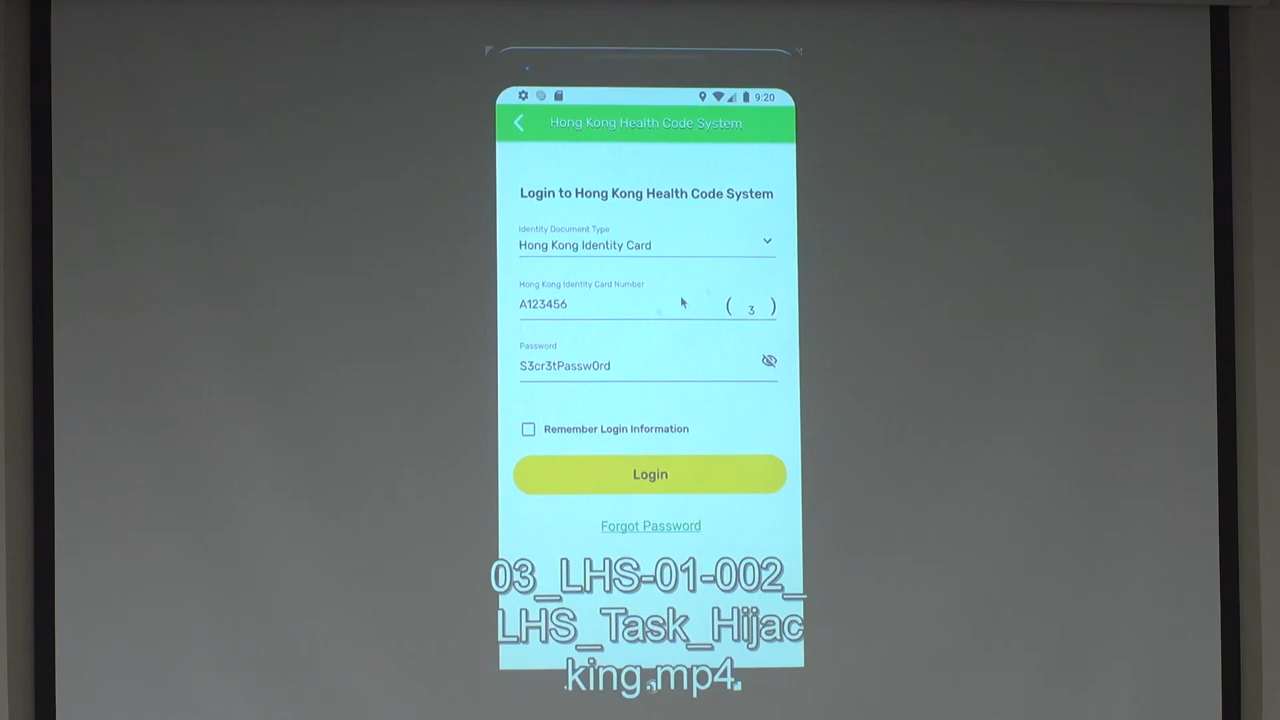 9:20
Hong Kong Health Code System
Login to Hong Kong Health Code System
Identity Document Type
Hong Kong Identity Card
Hong Kong Identity Card Number
A123456 ( 3 )
Password
S3cr3tPassw0rd
Remember Login Information
Login
Forgot Password
03_LHS-01-002_
LHS_Task_Hijac
king.mp4